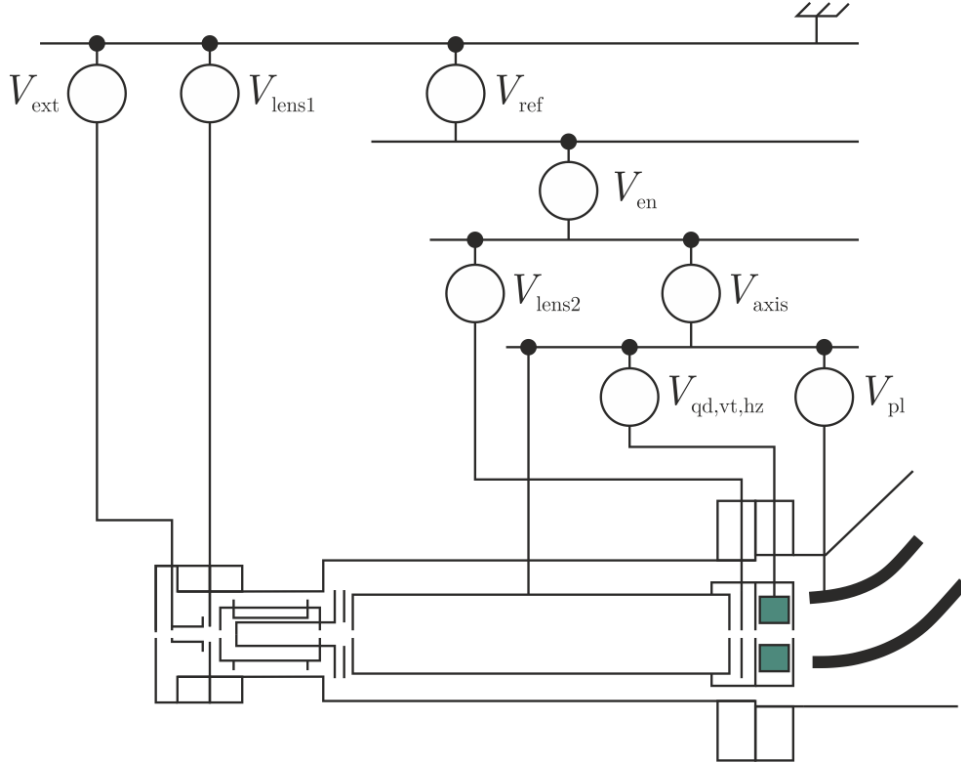 V_ext
V_lens1
V_ref
V_en
V_lens2
V_axis
V_qd,vt,hz
V_pl